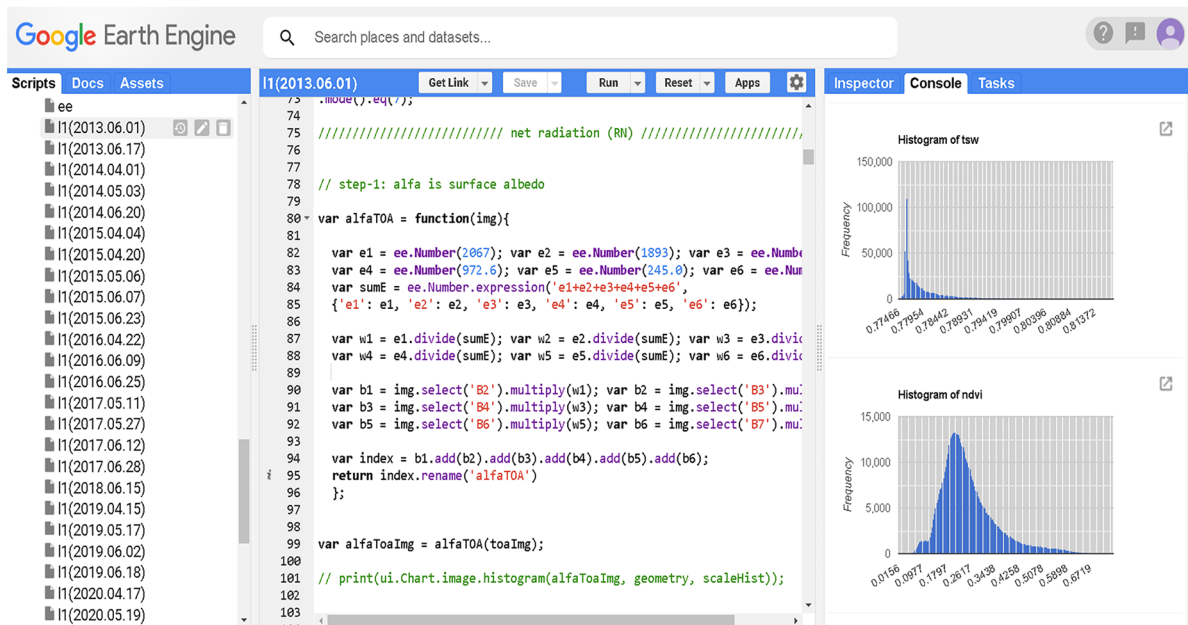 Google Earth Engine
Search places and datasets...
Scripts Docs Assets
ee
l1(2013.06.01)
l1(2013.06.17)
l1(2014.04.01)
l1(2014.05.03)
l1(2014.06.20)
l1(2015.04.04)
l1(2015.04.20)
l1(2015.05.06)
l1(2015.06.07)
l1(2015.06.23)
l1(2016.04.22)
l1(2016.06.09)
l1(2016.06.25)
l1(2017.05.11)
l1(2017.05.27)
l1(2017.06.12)
l1(2017.06.28)
l1(2018.06.15)
l1(2019.04.15)
l1(2019.05.17)
l1(2019.06.02)
l1(2019.06.18)
l1(2020.04.17)
l1(2020.05.19)
l1(2013.06.01)
Get Link Save Run Reset Apps
73 .mode().eq(7);
74
75 /////////////////////////// net radiation (RN) ////////////////////////
76
77
78 // step-1: alfa is surface albedo
79
80 var alfaTOA = function(img){
81
82 var e1 = ee.Number(2067); var e2 = ee.Number(1893); var e3 = ee.Numbe
83 var e4 = ee.Number(972.6); var e5 = ee.Number(245.0); var e6 = ee.Num
84 var sumE = ee.Number.expression('e1+e2+e3+e4+e5+e6',
85 {'e1': e1, 'e2': e2, 'e3': e3, 'e4': e4, 'e5': e5, 'e6': e6});
86
87 var w1 = e1.divide(sumE); var w2 = e2.divide(sumE); var w3 = e3.divid
88 var w4 = e4.divide(sumE); var w5 = e5.divide(sumE); var w6 = e6.divid
89
90 var b1 = img.select('B2').multiply(w1); var b2 = img.select('B3').mul
91 var b3 = img.select('B4').multiply(w3); var b4 = img.select('B5').mul
92 var b5 = img.select('B6').multiply(w5); var b6 = img.select('B7').mul
93
94 var index = b1.add(b2).add(b3).add(b4).add(b5).add(b6);
95 return index.rename('alfaTOA')
96 };
97
98
99 var alfaToaImg = alfaTOA(toaImg);
100
101 // print(ui.Chart.image.histogram(alfaToaImg, geometry, scaleHist));
102
103
Inspector Console Tasks
Histogram of tsw
Frequency
150,000
100,000
50,000
0
0.77466 0.77954 0.78442 0.78931 0.79419 0.79907 0.80396 0.80884 0.81372
Histogram of ndvi
Frequency
15,000
10,000
5,000
0
0.0156 0.0977 0.1797 0.2617 0.3438 0.4258 0.5078 0.5898 0.6719